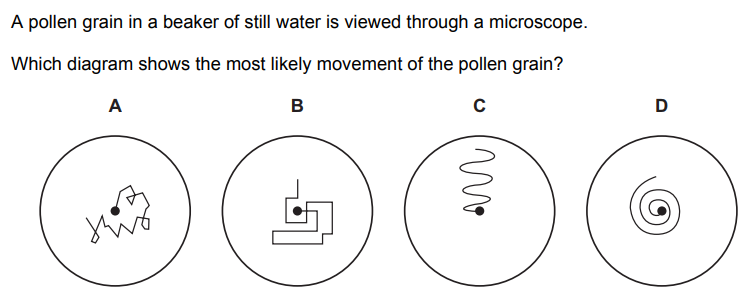 A pollen grain in a beaker of still water is viewed through a microscope.
Which diagram shows the most likely movement of the pollen grain?
A B C D